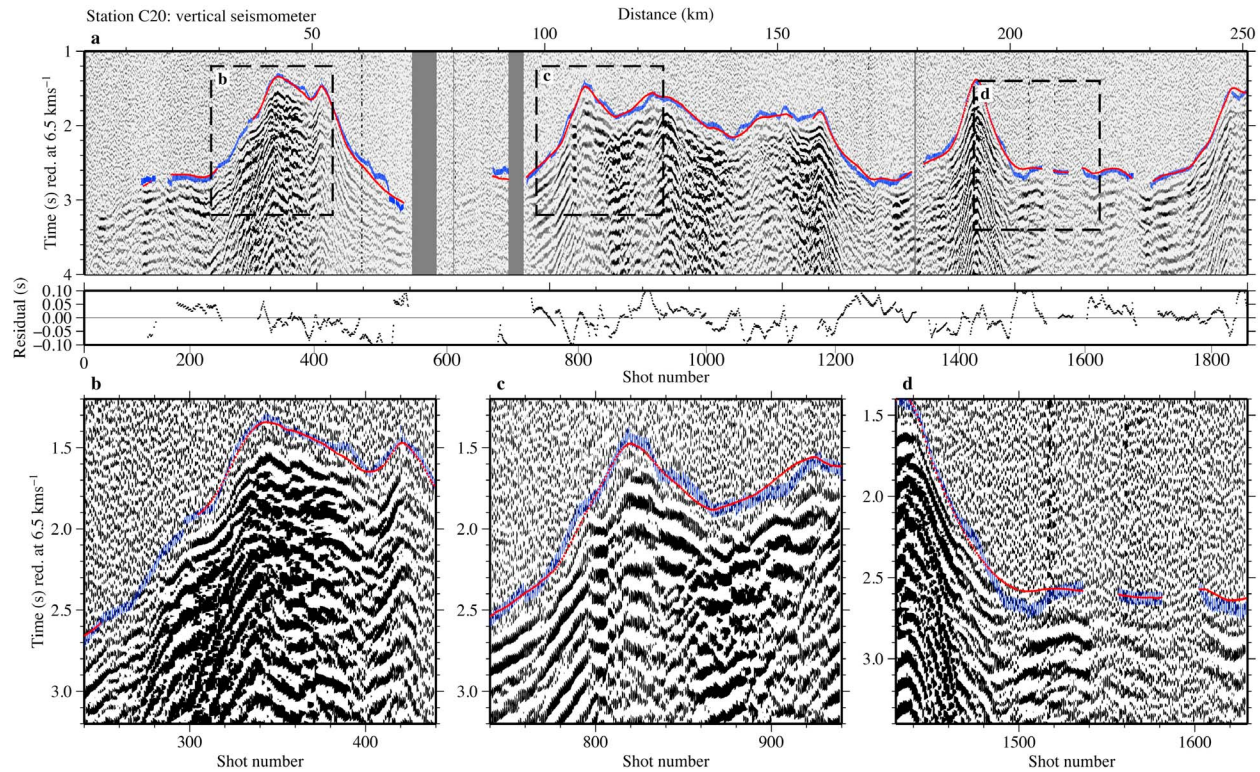 Station C20: vertical seismometer
Distance (km)
a
50 100 150 200 250
b
c
d
Time (s) red. at 6.5 kms⁻¹
1
2
3
4
Residual (s)
0.10
0.05
0.00
−0.05
−0.10
0 200 400 600 800 1000 1200 1400 1600 1800
Shot number
b
c
d
Time (s) red. at 6.5 kms⁻¹
1.5
2.0
2.5
3.0
300 400
Shot number
1.5
2.0
2.5
3.0
800 900
Shot number
1.5
2.0
2.5
3.0
1500 1600
Shot number